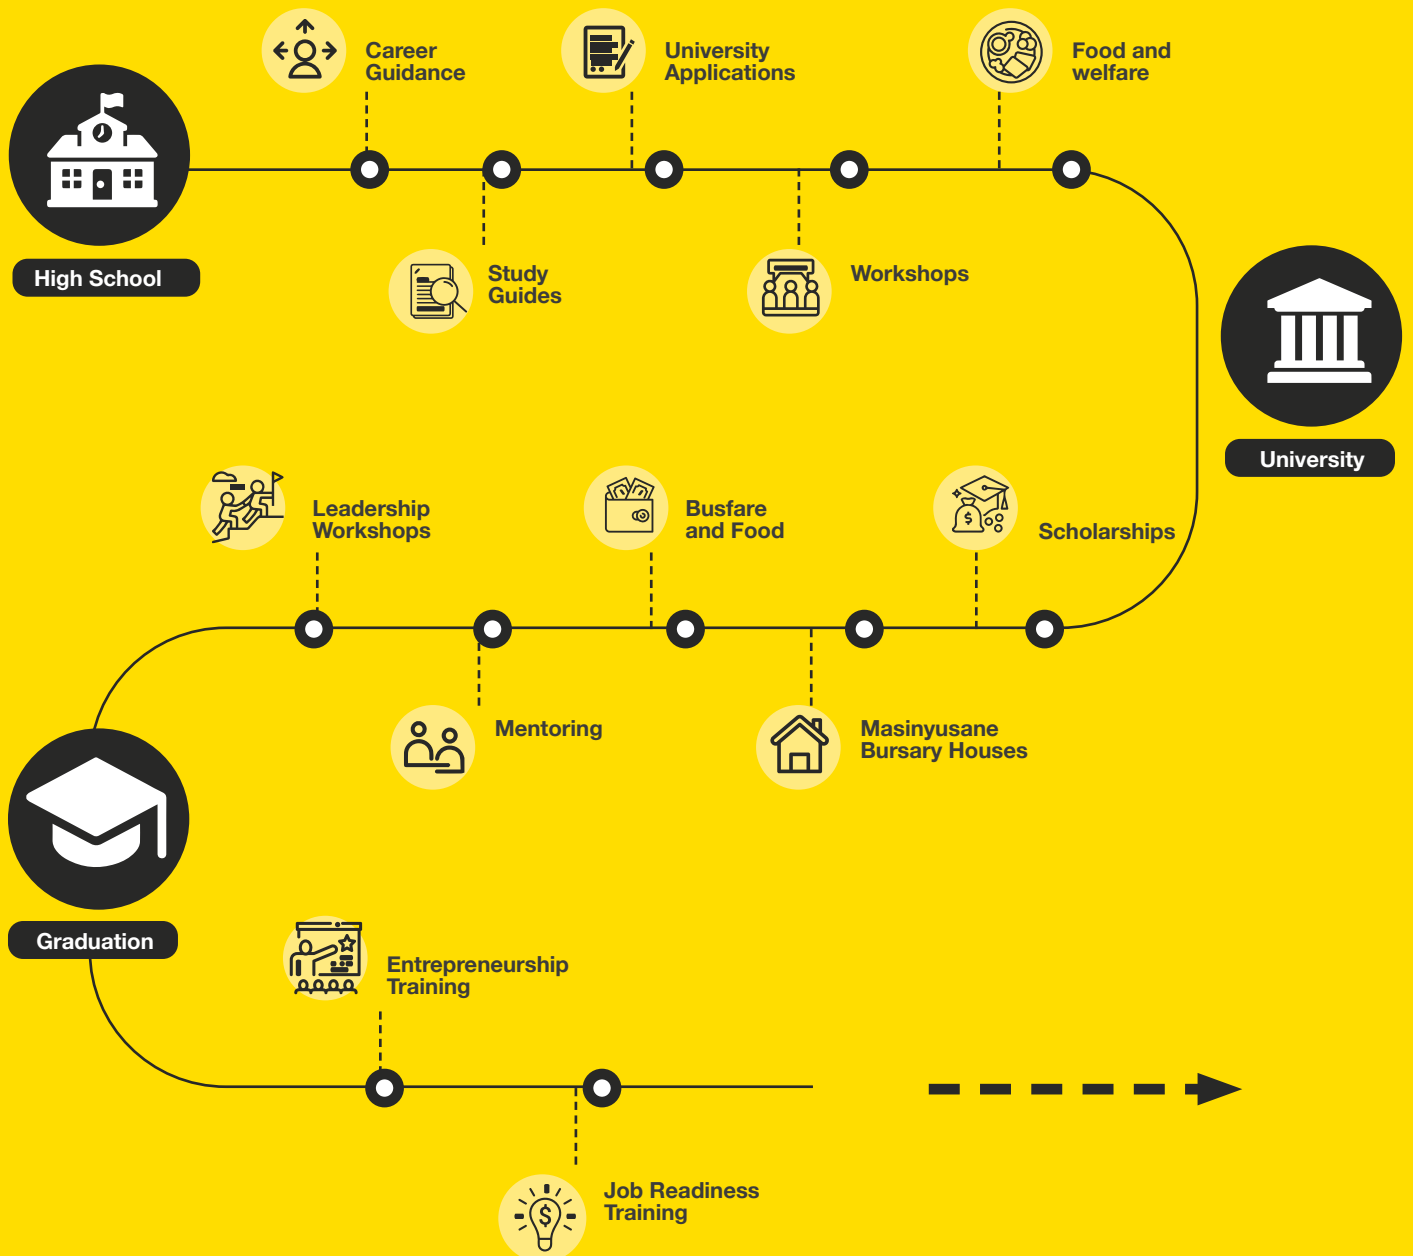 Career
Guidance
University
Applications
Food and
welfare
High School
Study
Guides
Workshops
University
Scholarships
Busfare
and Food
Leadership
Workshops
Masinyusane
Bursary Houses
Mentoring
Graduation
Entrepreneurship
Training
Job Readiness
Training